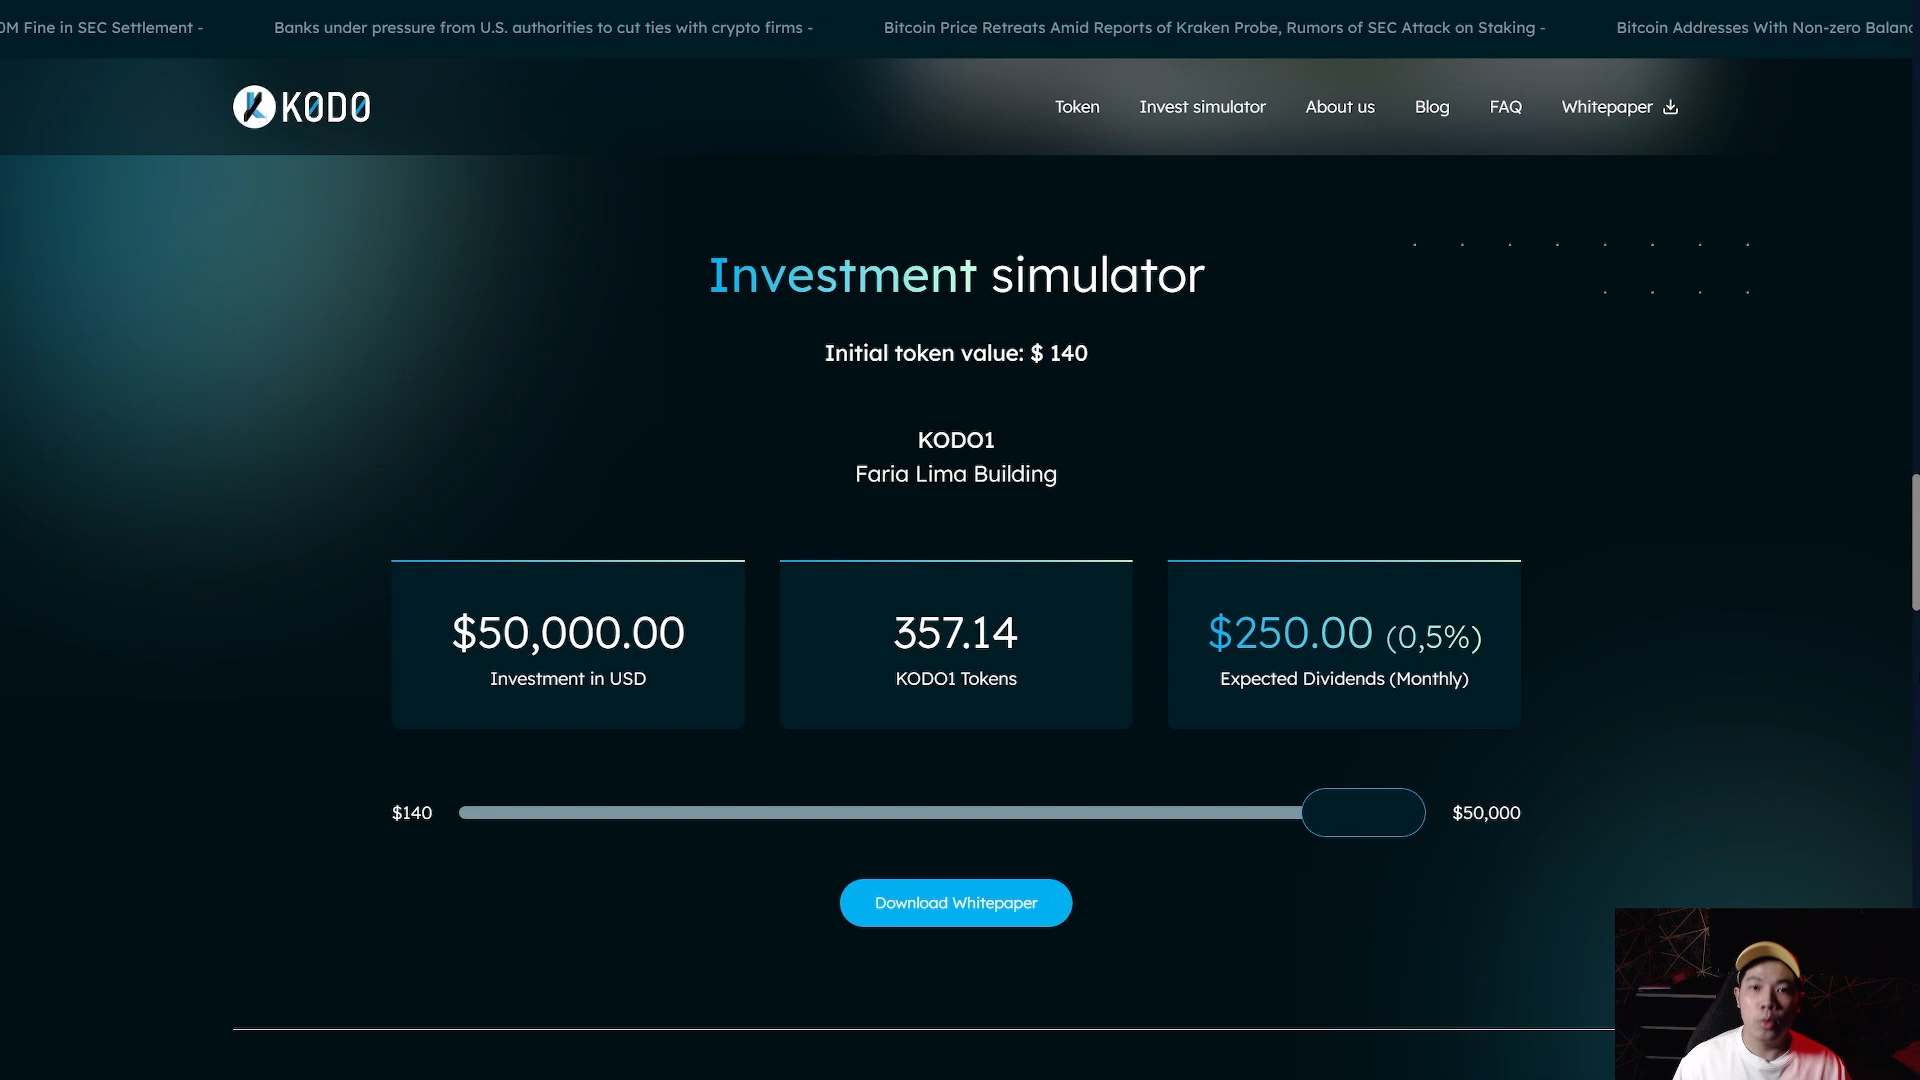 0M Fine in SEC Settlement -
Banks under pressure from U.S. authorities to cut ties with crypto firms -
Bitcoin Price Retreats Amid Reports of Kraken Probe, Rumors of SEC Attack on Staking -
Bitcoin Addresses With Non-zero
KODO
Token
Invest simulator
About us
Blog
FAQ
Whitepaper
Investment simulator
Initial token value: $ 140
KODO1
Faria Lima Building
$50,000.00
Investment in USD
357.14
KODO1 Tokens
$250.00 (0,5%)
Expected Dividends (Monthly)
$140
$50,000
Download Whitepaper